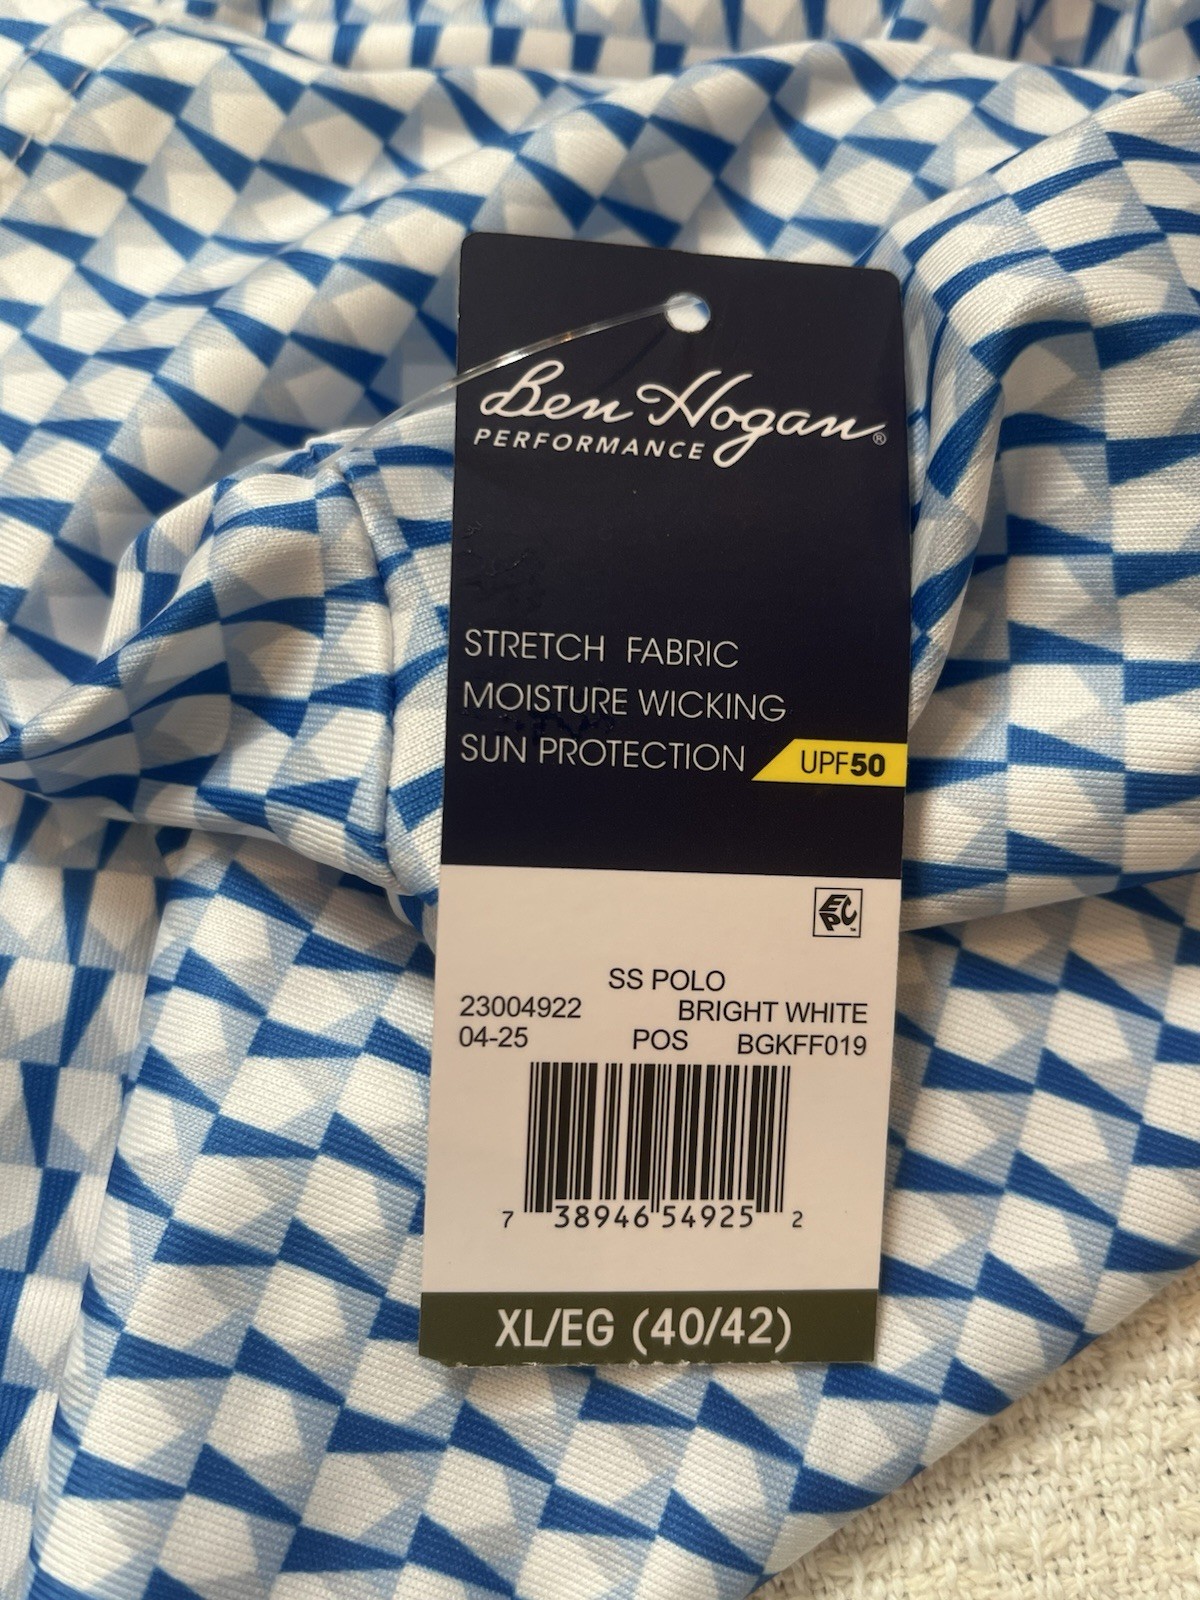 Ben Hogan®
PERFORMANCE
STRETCH FABRIC
MOISTURE WICKING
SUN PROTECTION UPF50
EPC™
SS POLO
23004922 BRIGHT WHITE
04-25 POS BGKFF019
7 38946 54925 2
XL/EG (40/42)